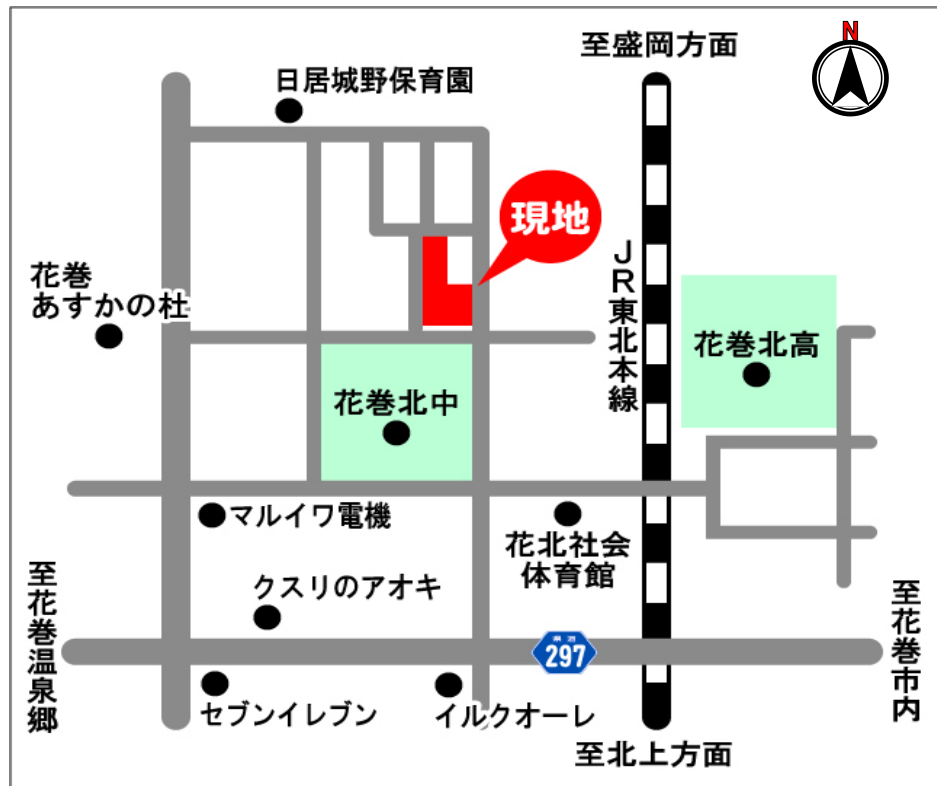 N
至盛岡方面
日居城野保育園
現地
JR東北本線
花巻
あすかの杜
花巻北高
花巻北中
マルイワ電機
花北社会
体育館
クスリのアオキ
至花巻温泉郷
県道
297
至花巻市内
セブンイレブン
イルクオーレ
至北上方面